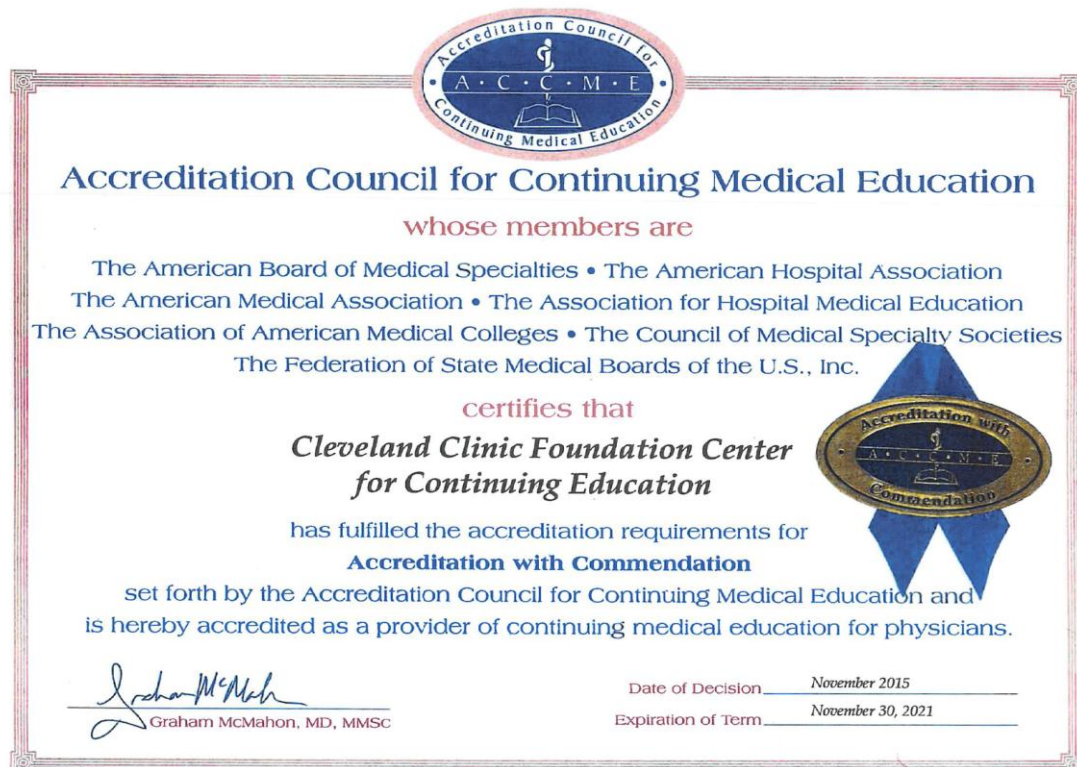 Accreditation Council for
A • C • C • M • E
Continuing Medical Education
Accreditation Council for Continuing Medical Education
whose members are
The American Board of Medical Specialties • The American Hospital Association
The American Medical Association • The Association for Hospital Medical Education
The Association of American Medical Colleges • The Council of Medical Specialty Societies
The Federation of State Medical Boards of the U.S., Inc.
certifies that
Cleveland Clinic Foundation Center
for Continuing Education
Accreditation with
A • C • C • M • E
Commendation
has fulfilled the accreditation requirements for
Accreditation with Commendation
set forth by the Accreditation Council for Continuing Medical Education and
is hereby accredited as a provider of continuing medical education for physicians.
Graham McMahon
Graham McMahon, MD, MMSc
Date of Decision November 2015
Expiration of Term November 30, 2021